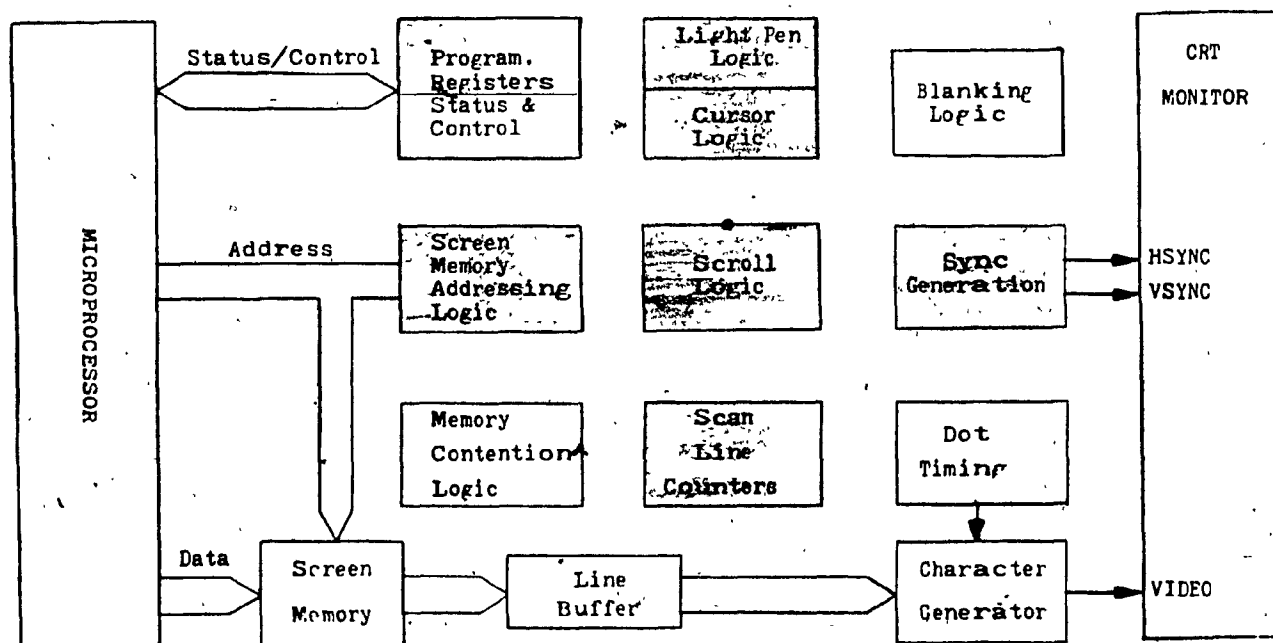 MICROPROCESSOR
Status/Control
Program.
Registers
Status &
Control
Light Pen
Logic
Cursor
Logic
Blanking
Logic
CRT
MONITOR
Address
Screen
Memory
Addressing
Logic
Scroll
Logic
Sync
Generation
HSYNC
VSYNC
Memory
Contention
Logic
Scan
Line
Counters
Dot
Timing
Data
Screen
Memory
Line
Buffer
Character
Generator
VIDEO